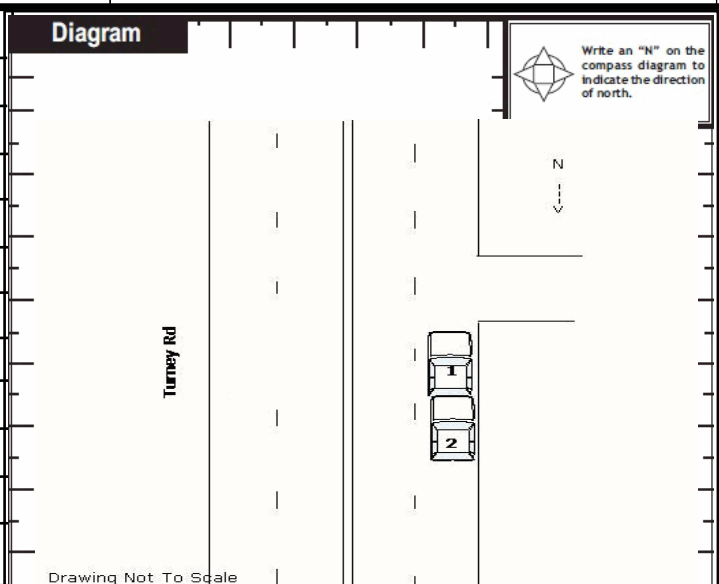 Diagram
Write an “N” on the
compass diagram to
indicate the direction
of north.
N
Turney Rd
1
2
Drawing Not To Scale